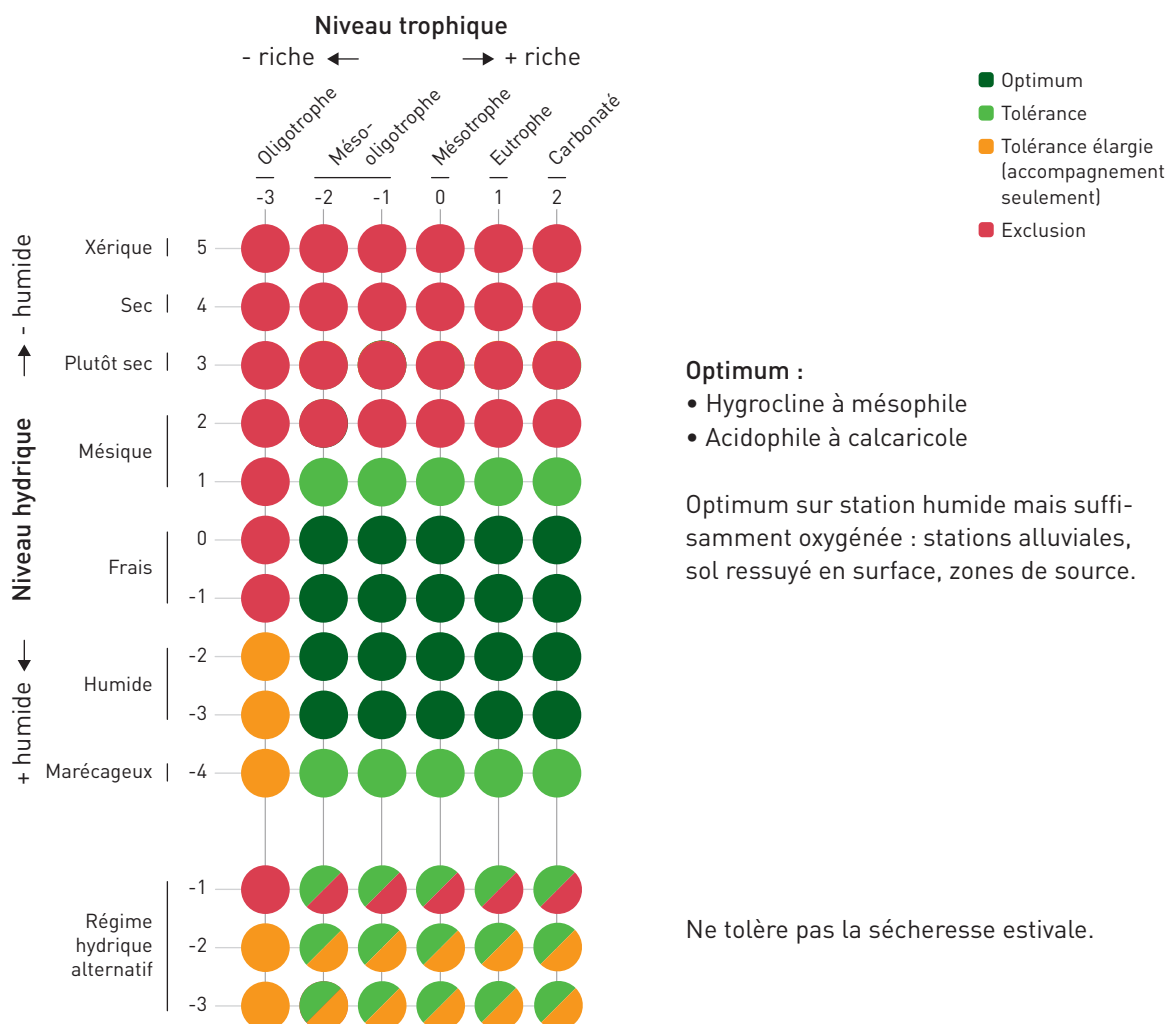 Niveau trophique
- riche ← → + riche
Oligotrophe
Méso-
oligotrophe
Mésotrophe
Eutrophe
Carbonaté
-3 -2 -1 0 1 2
Optimum
Tolérance
Tolérance élargie
(accompagnement
seulement)
Exclusion
Niveau hydrique
→ - humide
+ humide ←
Xérique 5
Sec 4
Plutôt sec 3
2
Mésique
1
0
Frais
-1
-2
Humide
-3
Marécageux -4
-1
Régime
hydrique
alternatif
-2
-3
Optimum :
• Hygrocline à mésophile
• Acidophile à calcaricole
Optimum sur station humide mais suffi-
samment oxygénée : stations alluviales,
sol ressuyé en surface, zones de source.
Ne tolère pas la sécheresse estivale.